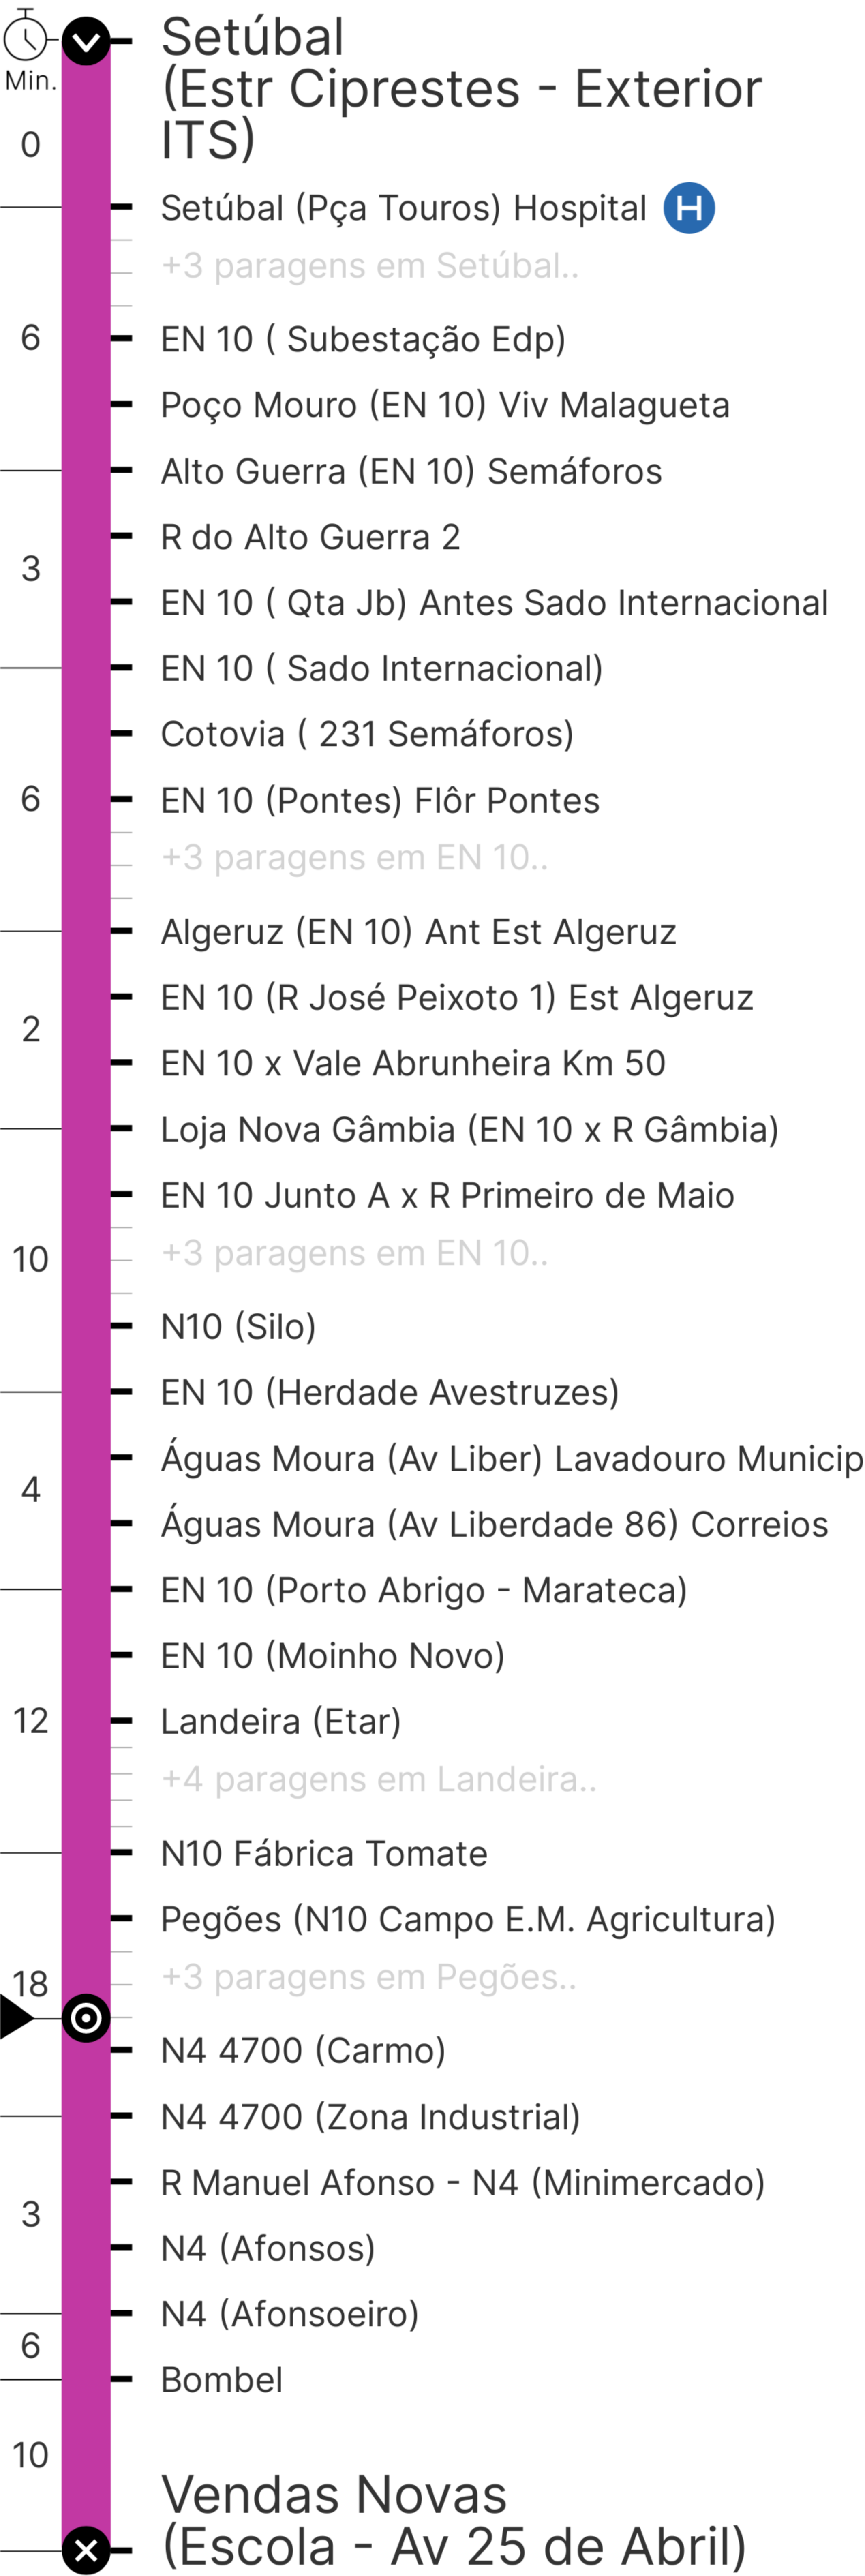 Setúbal
(Estr Ciprestes - Exterior
ITS)
Min.
0
Setúbal (Pça Touros) Hospital H
+3 paragens em Setúbal..
6
EN 10 ( Subestação Edp)
Poço Mouro (EN 10) Viv Malagueta
Alto Guerra (EN 10) Semáforos
R do Alto Guerra 2
3
EN 10 ( Qta Jb) Antes Sado Internacional
EN 10 ( Sado Internacional)
Cotovia ( 231 Semáforos)
6
EN 10 (Pontes) Flôr Pontes
+3 paragens em EN 10..
Algeruz (EN 10) Ant Est Algeruz
EN 10 (R José Peixoto 1) Est Algeruz
2
EN 10 x Vale Abrunheira Km 50
Loja Nova Gâmbia (EN 10 x R Gâmbia)
EN 10 Junto A x R Primeiro de Maio
10
+3 paragens em EN 10..
N10 (Silo)
EN 10 (Herdade Avestruzes)
Águas Moura (Av Liber) Lavadouro Municip
4
Águas Moura (Av Liberdade 86) Correios
EN 10 (Porto Abrigo - Marateca)
EN 10 (Moinho Novo)
12
Landeira (Etar)
+4 paragens em Landeira..
N10 Fábrica Tomate
Pegões (N10 Campo E.M. Agricultura)
18
+3 paragens em Pegões..
N4 4700 (Carmo)
N4 4700 (Zona Industrial)
R Manuel Afonso - N4 (Minimercado)
3
N4 (Afonsos)
N4 (Afonsoeiro)
6
Bombel
10
Vendas Novas
(Escola - Av 25 de Abril)